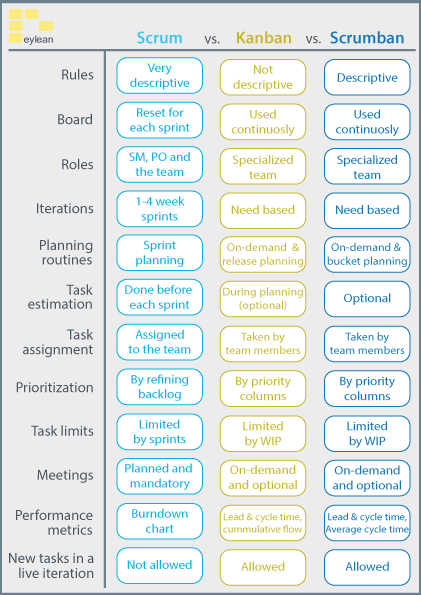 eylean
Scrum vs. Kanban vs. Scrumban
Rules
Very
descriptive
Not
descriptive
Descriptive
Board
Reset for
each sprint
Used
continuosly
Used
continuosly
Roles
SM, PO and
the team
Specialized
team
Specialized
team
Iterations
1-4 week
sprints
Need based
Need based
Planning
routines
Sprint
planning
On-demand &
release planning
On-demand &
bucket planning
Task
estimation
Done before
each sprint
During planning
(optional)
Optional
Task
assignment
Assigned
to the team
Taken by
team members
Taken by
team members
Prioritization
By refining
backlog
By priority
columns
By priority
columns
Task limits
Limited
by sprints
Limited
by WIP
Limited
by WIP
Meetings
Planned and
mandatory
On-demand
and optional
On-demand
and optional
Performance
metrics
Burndown
chart
Lead & cycle time,
cummulative flow
Lead & cycle time,
Average cycle time
New tasks in a
live iteration
Not allowed
Allowed
Allowed